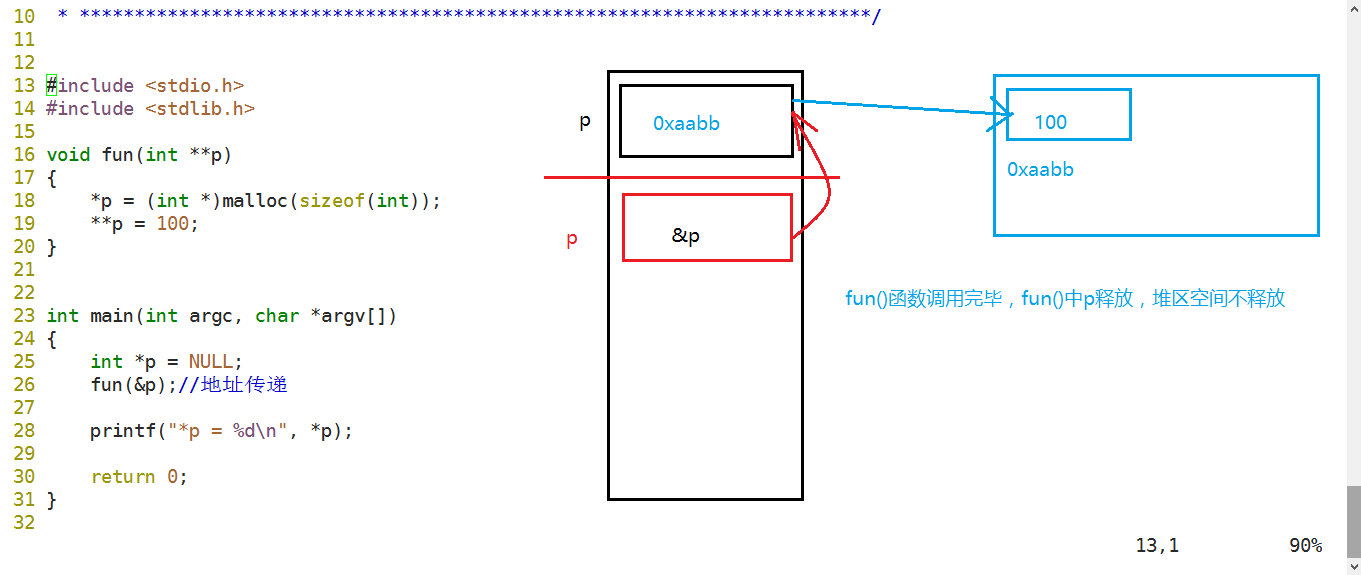 10 * ************************************************************************/
11
12
13 #include <stdio.h>
14 #include <stdlib.h>
15
16 void fun(int **p)
17 {
18     *p = (int *)malloc(sizeof(int));
19     **p = 100;
20 }
21
22
23 int main(int argc, char *argv[])
24 {
25     int *p = NULL;
26     fun(&p);//地址传递
27
28     printf("*p = %d\n", *p);
29
30     return 0;
31 }
32
p
0xaabb
p
&p
100
0xaabb
fun()函数调用完毕，fun()中p释放，堆区空间不释放
13,1
90%